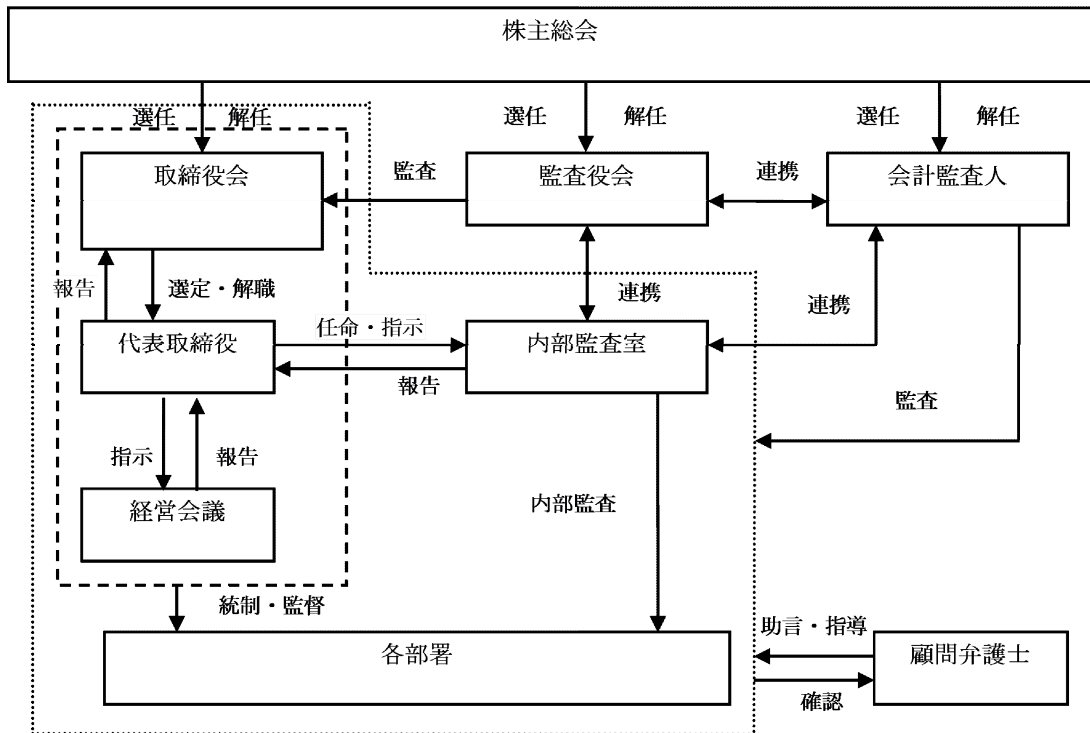 株主総会
選任
解任
選任
解任
選任
解任
取締役会
監査
監査役会
連携
会計監査人
報告
選定・解職
連携
連携
代表取締役
任命・指示
内部監査室
報告
監査
指示
報告
経営会議
内部監査
統制・監督
各部署
助言・指導
顧問弁護士
確認